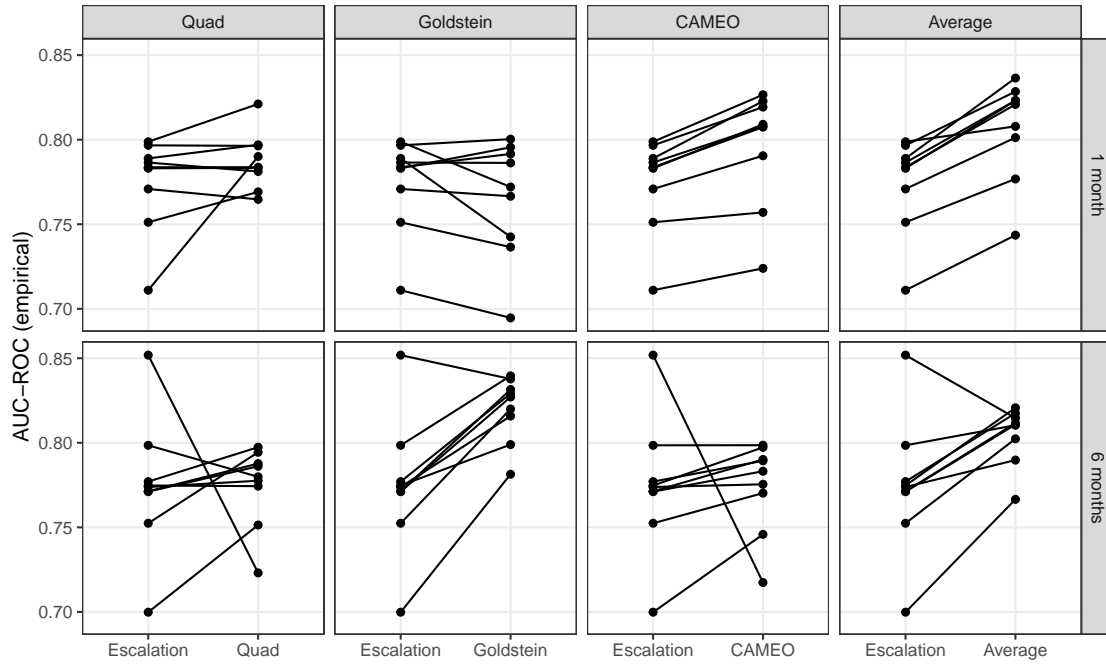 Quad Goldstein CAMEO Average
AUC−ROC (empirical)
0.85
0.80
0.75
0.70
1 month
0.85
0.80
0.75
0.70
6 months
Escalation Quad Escalation Goldstein Escalation CAMEO Escalation Average